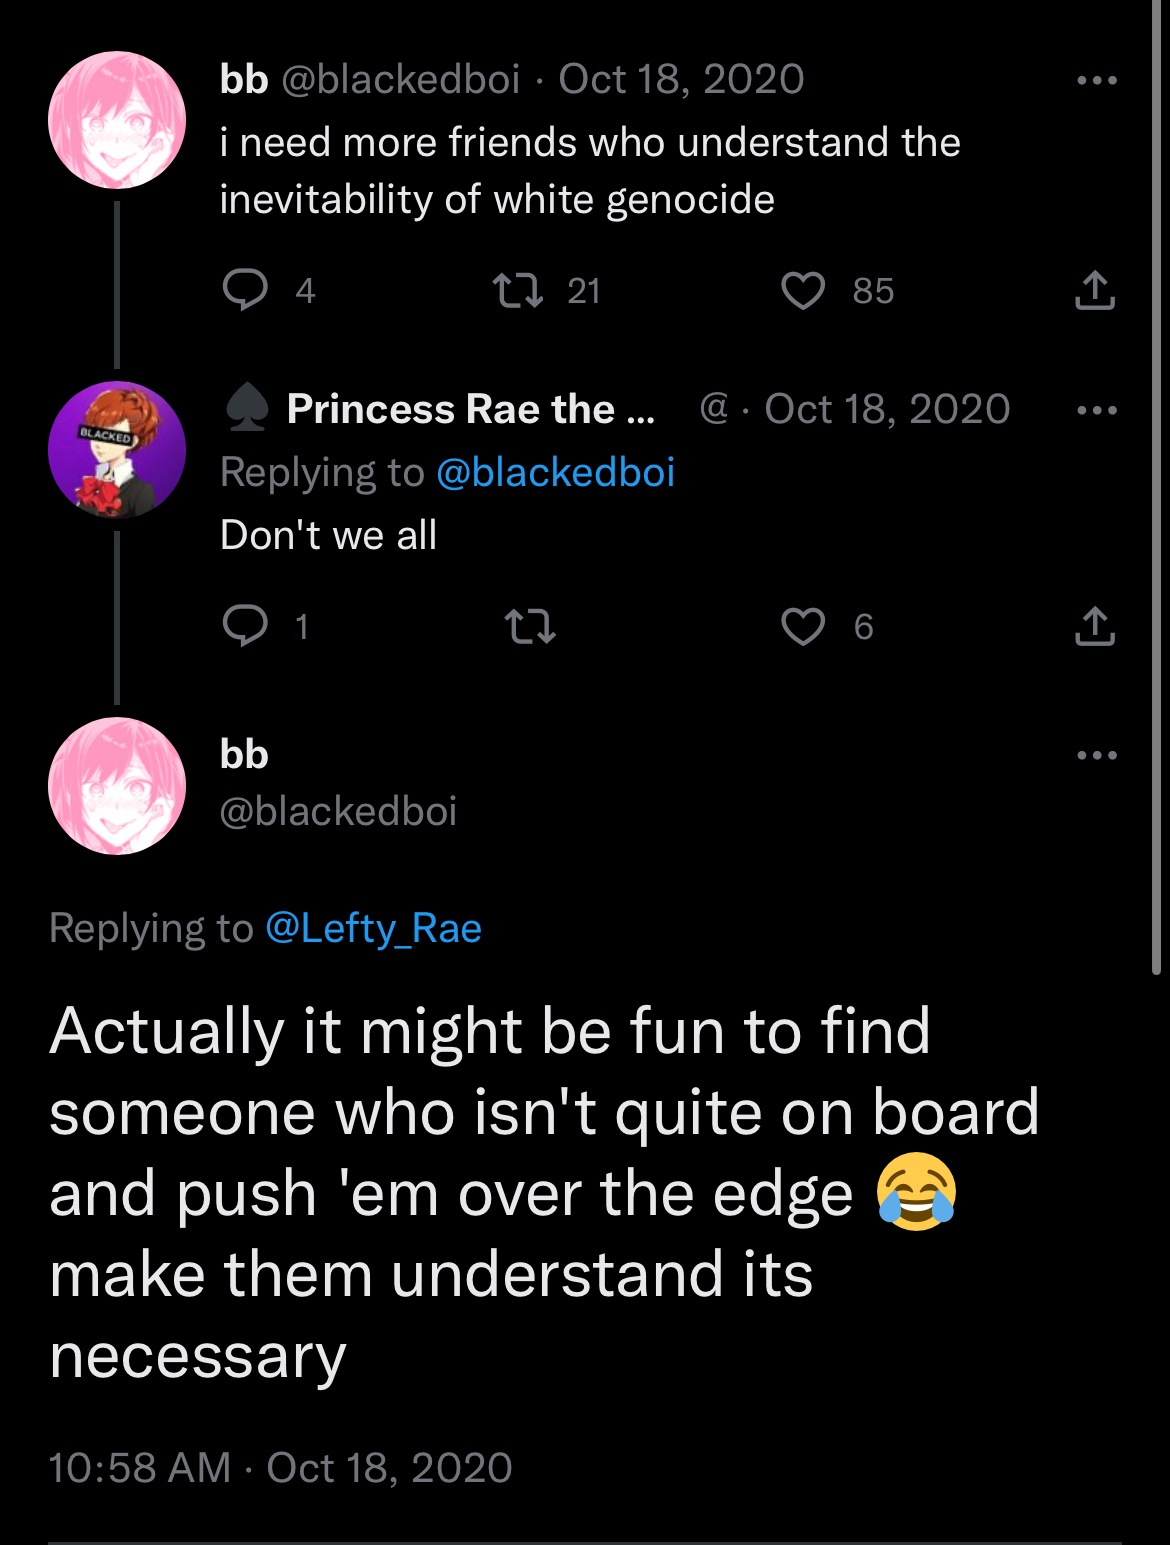 bb @blackedboi · Oct 18, 2020
i need more friends who understand the
inevitability of white genocide
4 21 85
BLACKED
♠ Princess Rae the ... @ · Oct 18, 2020
Replying to @blackedboi
Don't we all
1 6
bb
@blackedboi
Replying to @Lefty_Rae
Actually it might be fun to find
someone who isn't quite on board
and push 'em over the edge 😂
make them understand its
necessary
10:58 AM · Oct 18, 2020